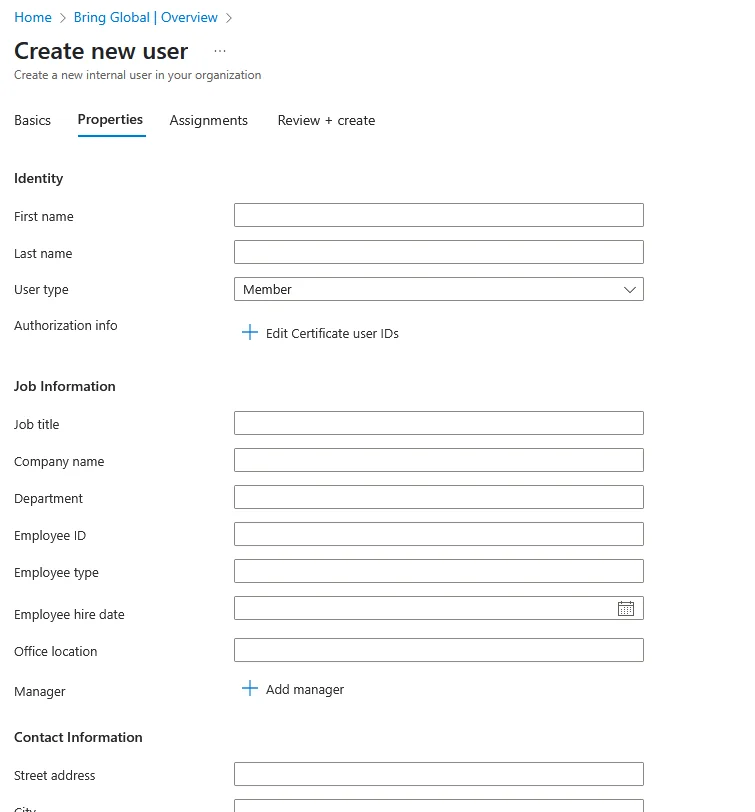 Home > Bring Global | Overview >
Create new user ...
Create a new internal user in your organization
Basics Properties Assignments Review + create
Identity
First name
Last name
User type Member
Authorization info + Edit Certificate user IDs
Job Information
Job title
Company name
Department
Employee ID
Employee type
Employee hire date
Office location
Manager + Add manager
Contact Information
Street address
City